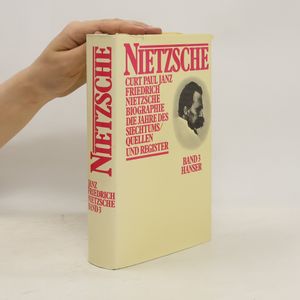 NIETZSCHE
CURT PAUL JANZ
FRIEDRICH
NIETZSCHE
BIOGRAPHIE
DIE JAHRE DES
SIECHTUMS/
QUELLEN
UND REGISTER
BAND 3
HANSER
NIETZSCHE
JANZ
FRIEDRICH
NIETZSCHE
BAND 3